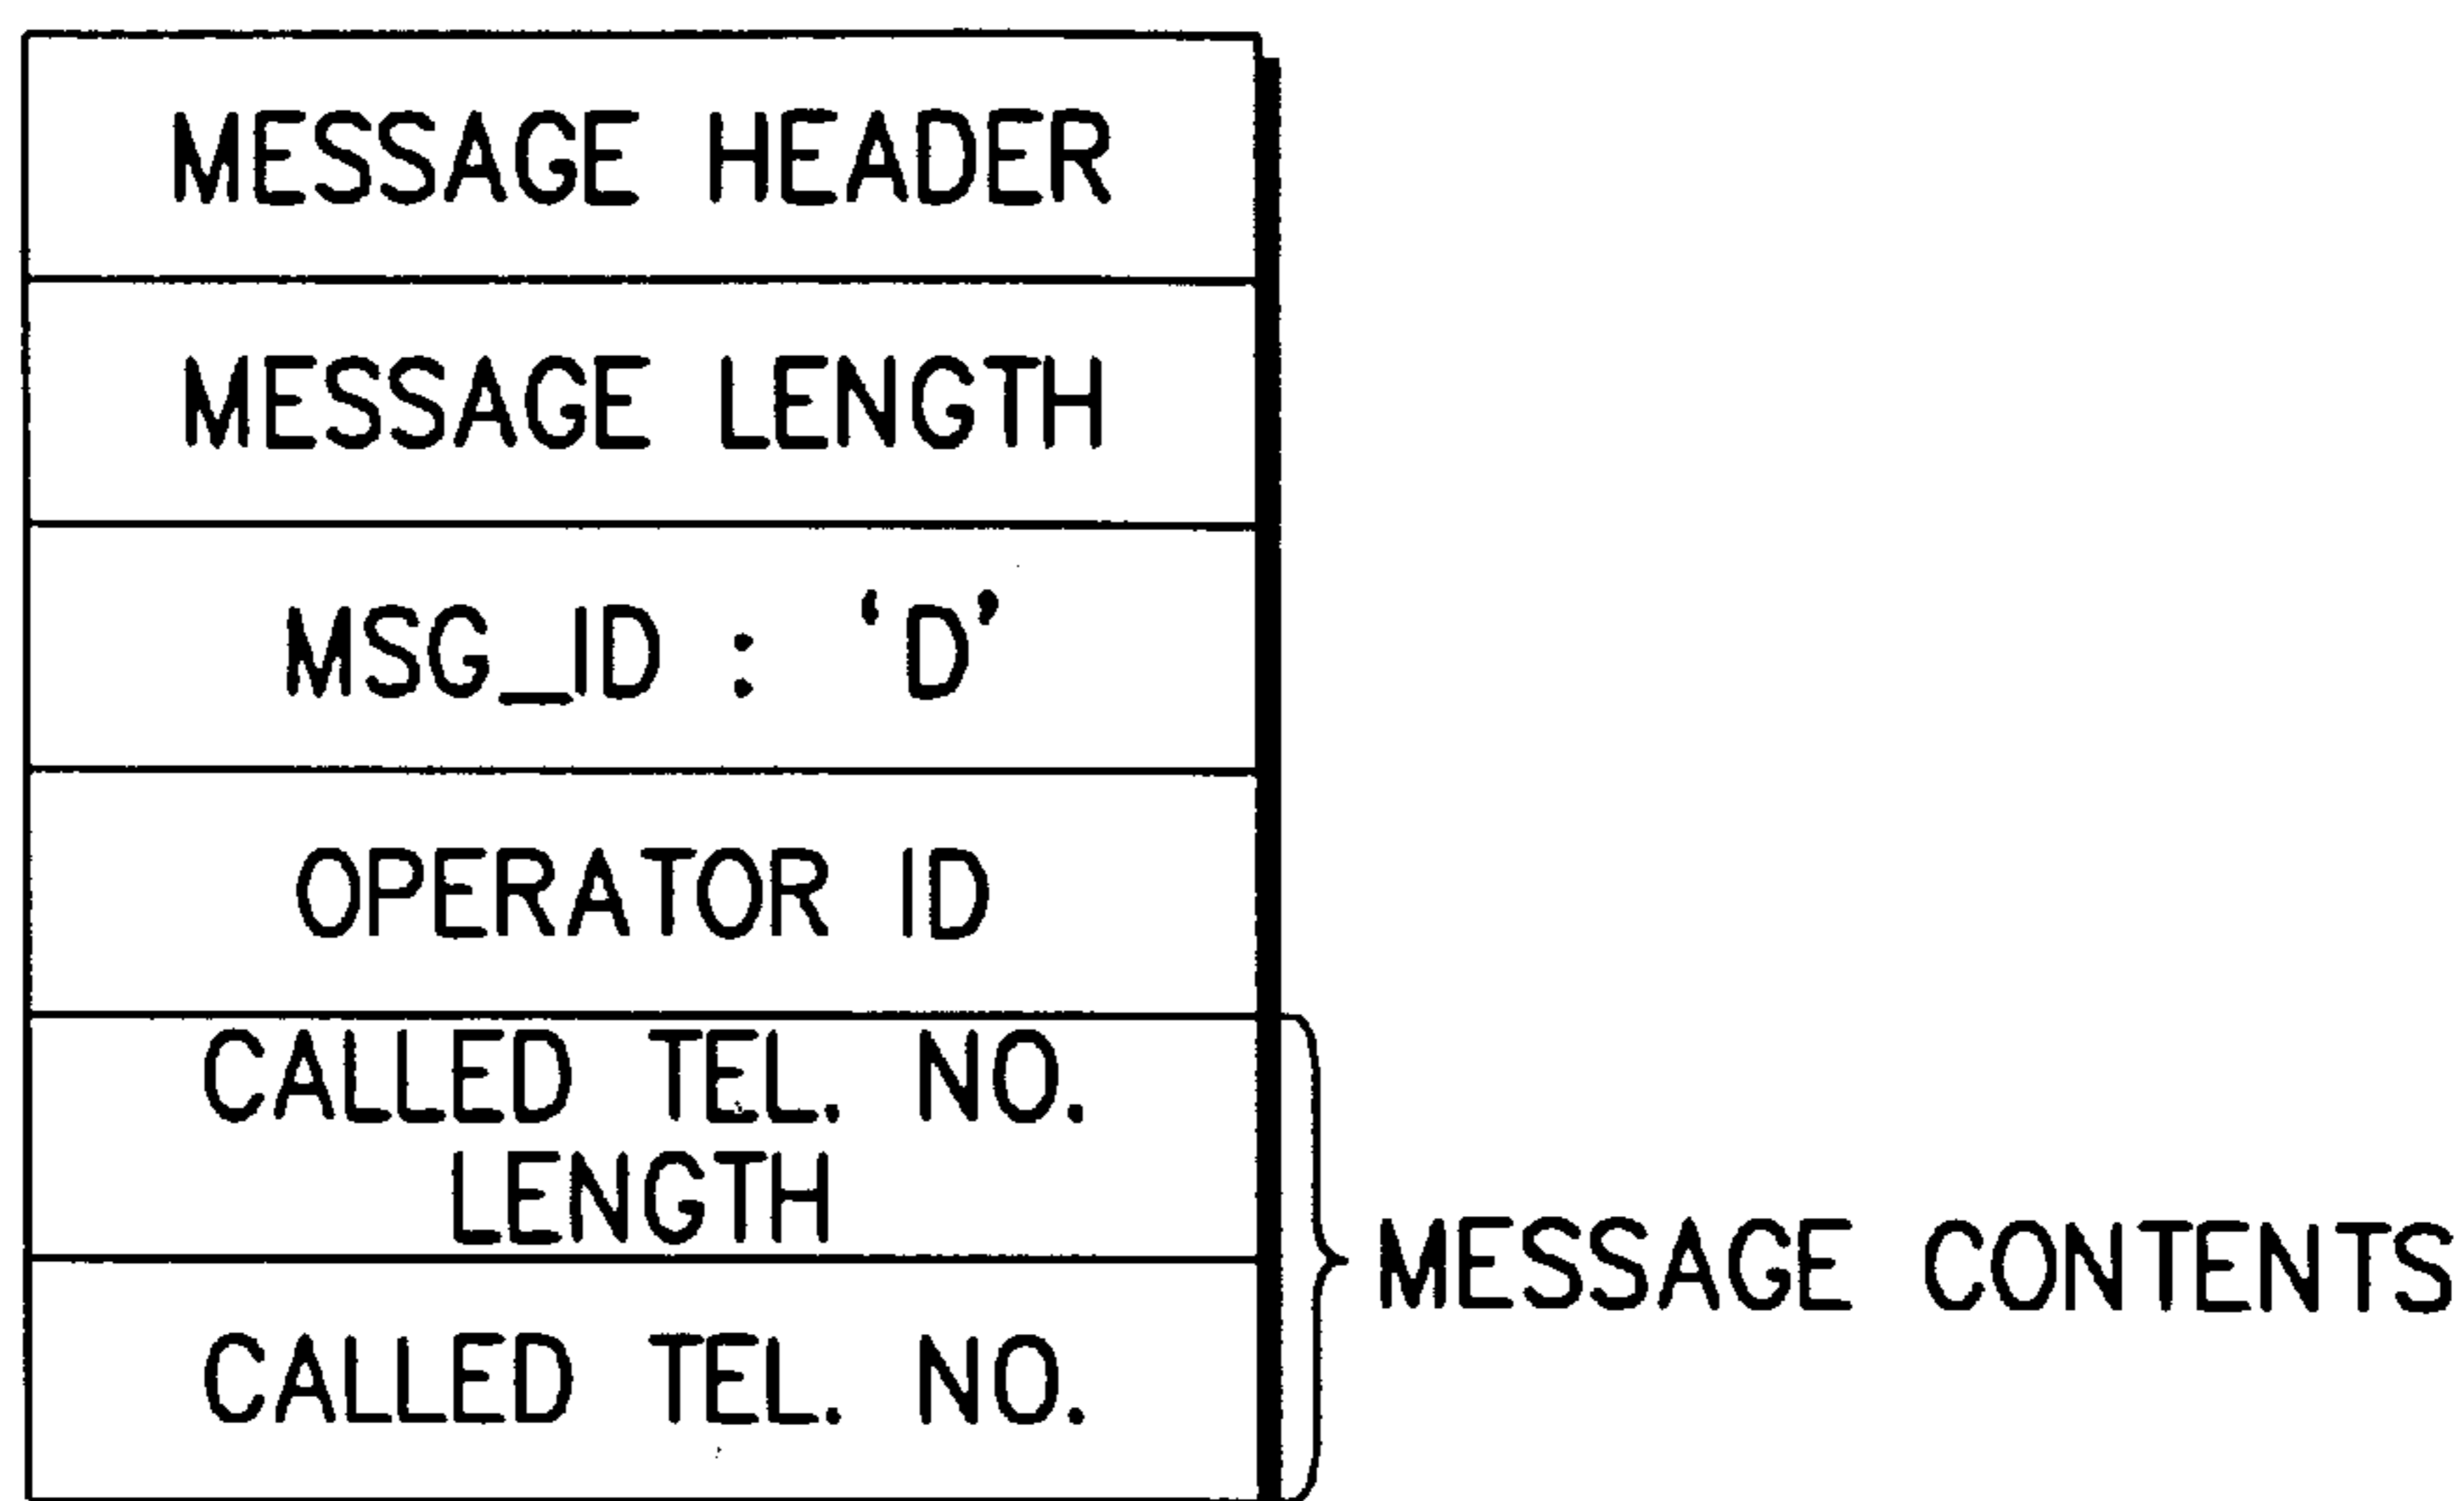 MESSAGE HEADER
MESSAGE LENGTH
MSG_ID : ‘D’
OPERATOR ID
CALLED TEL. NO.
LENGTH
MESSAGE CONTENTS
CALLED TEL. NO.